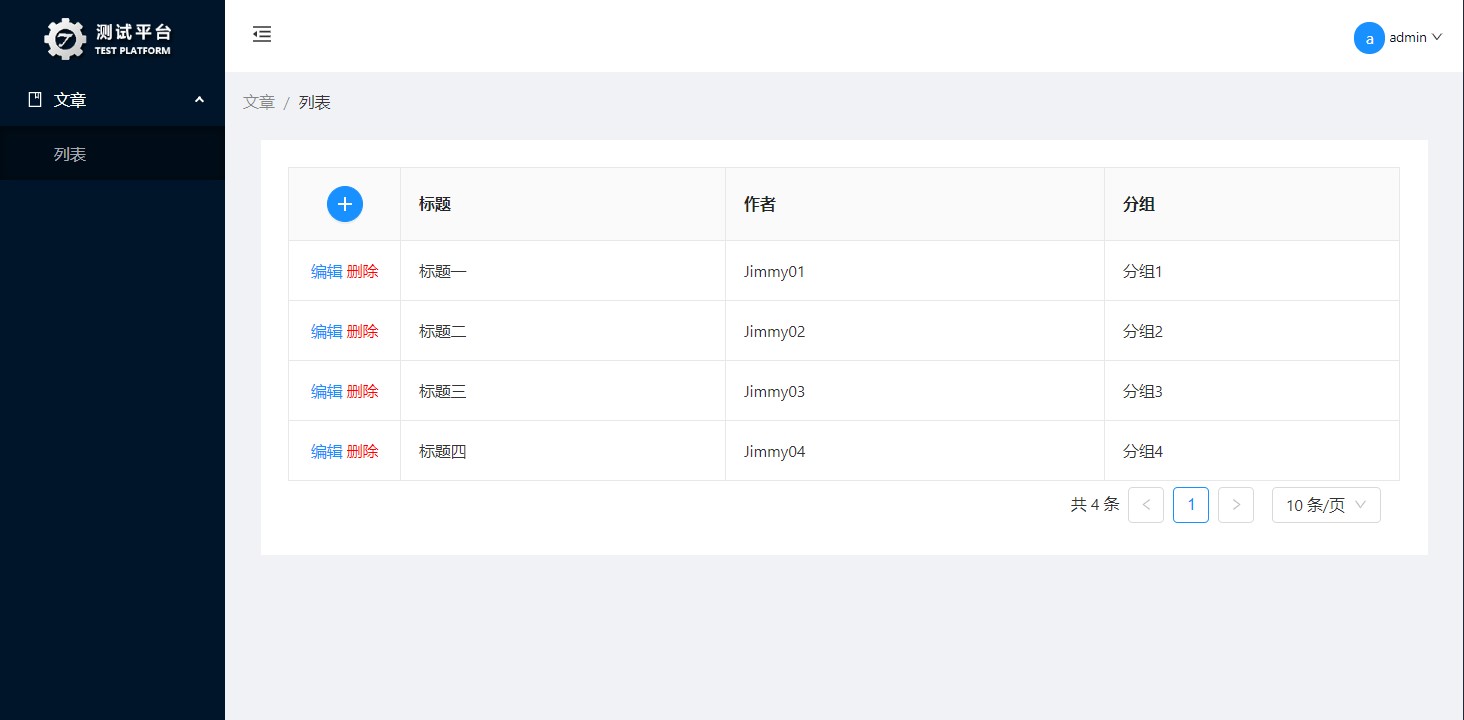 测试平台
TEST PLATFORM
a admin
文章
列表
文章 / 列表
标题 作者 分组
编辑 删除 标题一 Jimmy01 分组1
编辑 删除 标题二 Jimmy02 分组2
编辑 删除 标题三 Jimmy03 分组3
编辑 删除 标题四 Jimmy04 分组4
共 4 条 < 1 > 10 条/页